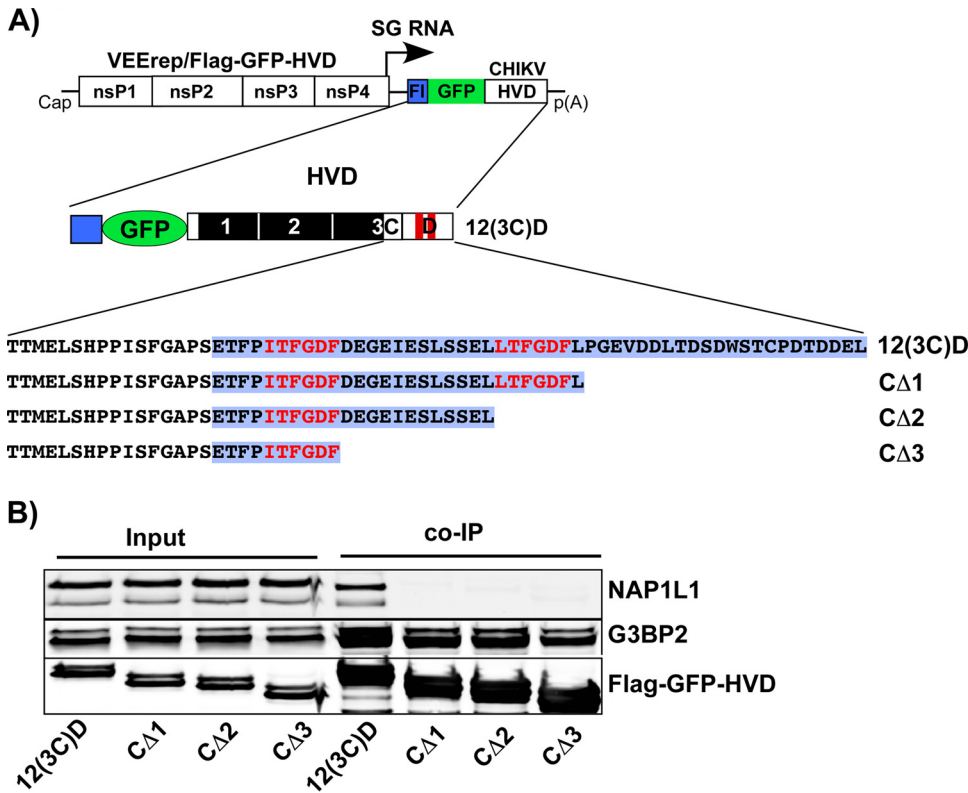 A)
SG RNA
VEErep/Flag-GFP-HVD
CHIKV
Cap nsP1 nsP2 nsP3 nsP4 Fl GFP HVD p(A)
HVD
GFP 1 2 3 C D 12(3C)D
TTMELSHPPISFGAPSETFPITFGDFDEGEIESLSSELLTFGDFLPGEVDDLTDSDWSTCPDTDDEL 12(3C)D
TTMELSHPPISFGAPSETFPITFGDFDEGEIESLSSELLTFGDFL CΔ1
TTMELSHPPISFGAPSETFPITFGDFDEGEIESLSSEL CΔ2
TTMELSHPPISFGAPSETFPITFGDF CΔ3
B)
Input co-IP
NAP1L1
G3BP2
Flag-GFP-HVD
12(3C)D CΔ1 CΔ2 CΔ3 12(3C)D CΔ1 CΔ2 CΔ3